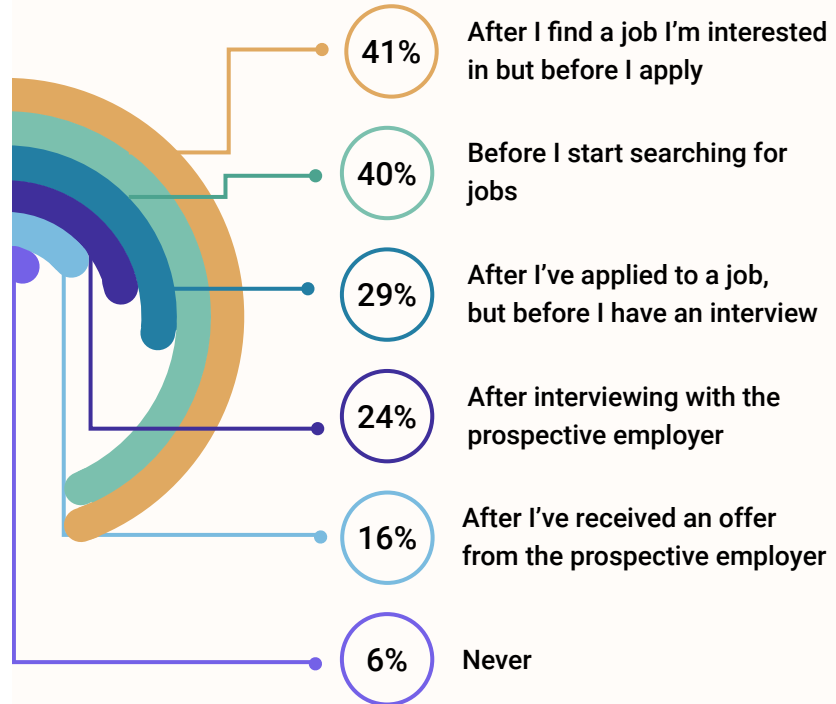 41%
After I find a job I’m interested
in but before I apply
40%
Before I start searching for
jobs
29%
After I’ve applied to a job,
but before I have an interview
24%
After interviewing with the
prospective employer
16%
After I’ve received an offer
from the prospective employer
6%
Never